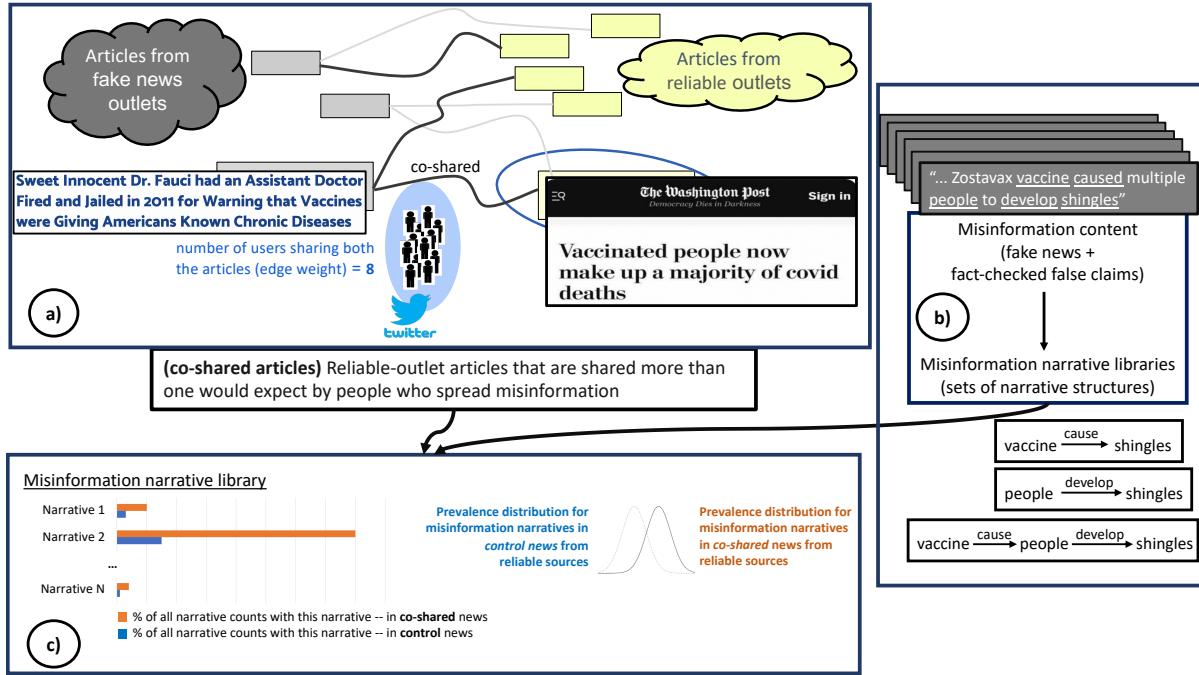 Articles from
fake news
outlets
Articles from
reliable outlets
co-shared
Sweet Innocent Dr. Fauci had an Assistant Doctor
Fired and Jailed in 2011 for Warning that Vaccines
were Giving Americans Known Chronic Diseases
number of users sharing both
the articles (edge weight) = 8
twitter
The Washington Post
Democracy Dies in Darkness
Sign in
Vaccinated people now
make up a majority of covid
deaths
a)
"... Zostavax vaccine caused multiple
people to develop shingles"
Misinformation content
(fake news +
fact-checked false claims)
b)
Misinformation narrative libraries
(sets of narrative structures)
vaccine cause shingles
people develop shingles
vaccine cause people develop shingles
(co-shared articles) Reliable-outlet articles that are shared more than
one would expect by people who spread misinformation
Misinformation narrative library
Narrative 1
Narrative 2
...
Narrative N
% of all narrative counts with this narrative -- in co-shared news
% of all narrative counts with this narrative -- in control news
Prevalence distribution for
misinformation narratives in
control news from
reliable sources
Prevalence distribution for
misinformation narratives
in co-shared news from
reliable sources
c)